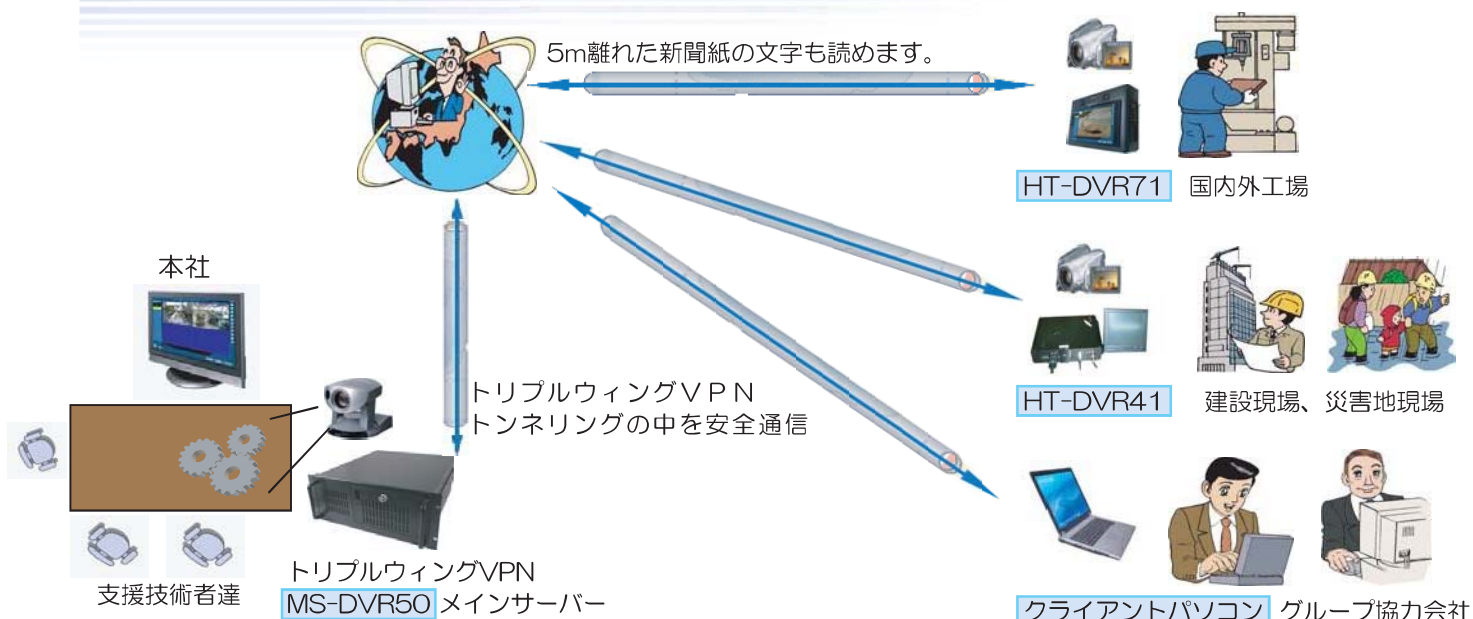 5m離れた新聞紙の文字も読めます。
HT-DVR71 国内外工場
本社
トリプルウィングVPN
トンネリングの中を安全通信
HT-DVR41 建設現場、災害地現場
支援技術者達
トリプルウィングVPN
MS-DVR50 メインサーバー
クライアントパソコン グループ協力会社